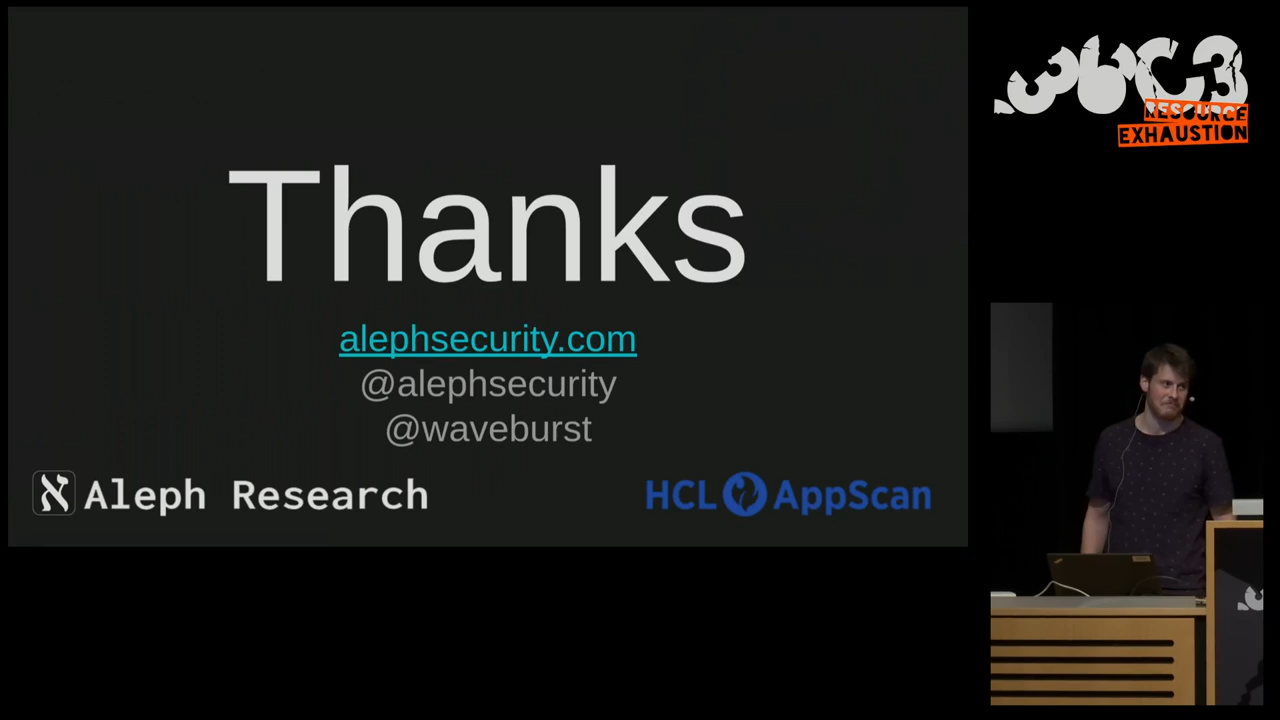 Thanks
alephsecurity.com
@alephsecurity
@waveburst
א Aleph Research
HCL AppScan
36C3
RESOURCE
EXHAUSTION